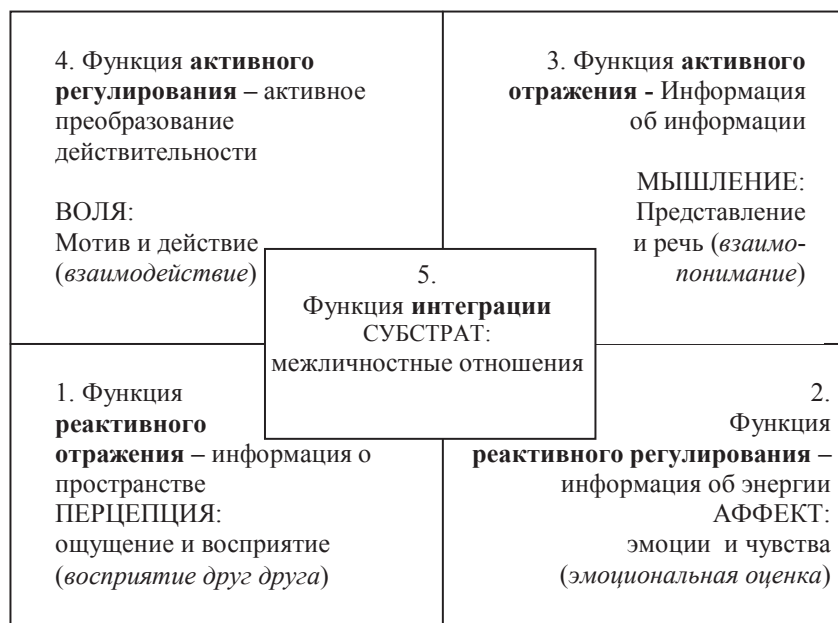 4. Функция активного
регулирования – активное
преобразование
действительности
ВОЛЯ:
Мотив и действие
(взаимодействие)
3. Функция активного
отражения - Информация
об информации
МЫШЛЕНИЕ:
Представление
и речь (взаимо-
понимание)
5.
Функция интеграции
СУБСТРАТ:
межличностные отношения
1. Функция
реактивного
отражения – информация о
пространстве
ПЕРЦЕПЦИЯ:
ощущение и восприятие
(восприятие друг друга)
2.
Функция
реактивного регулирования –
информация об энергии
АФФЕКТ:
эмоции и чувства
(эмоциональная оценка)